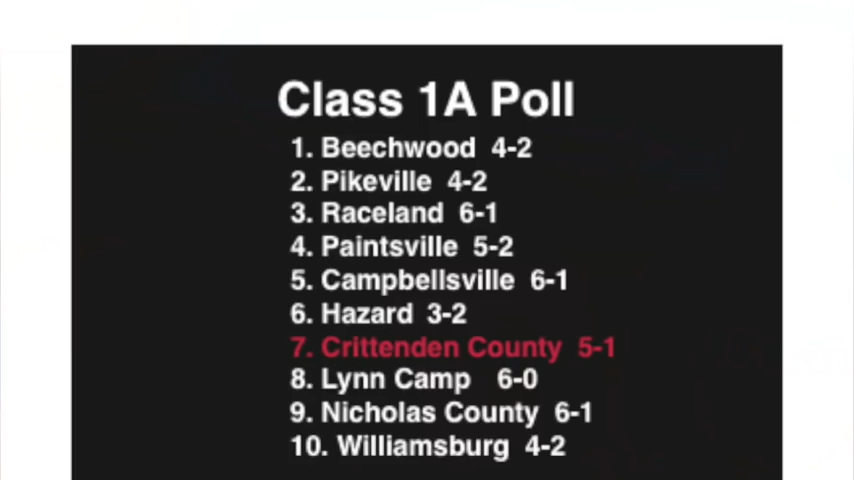 Class 1A Poll
1. Beechwood 4-2
2. Pikeville 4-2
3. Raceland 6-1
4. Paintsville 5-2
5. Campbellsville 6-1
6. Hazard 3-2
7. Crittenden County 5-1
8. Lynn Camp 6-0
9. Nicholas County 6-1
10. Williamsburg 4-2